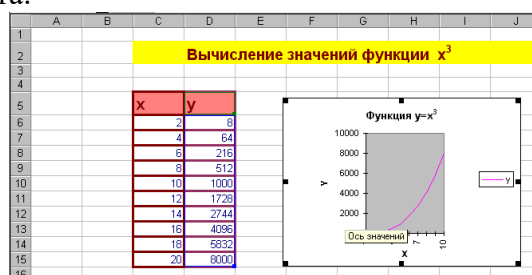 та.
A B C D E F G H I J
1
2 Вычисление значений функции x³
3
4
5 x y
6 2 8
7 4 64
8 6 216
9 8 512
10 10 1000
11 12 1728
12 14 2744
13 16 4096
14 18 5832
15 20 8000
16
Функция y=x³
10000
8000
6000
4000
2000
Y
y
Ось значений
7
10
X